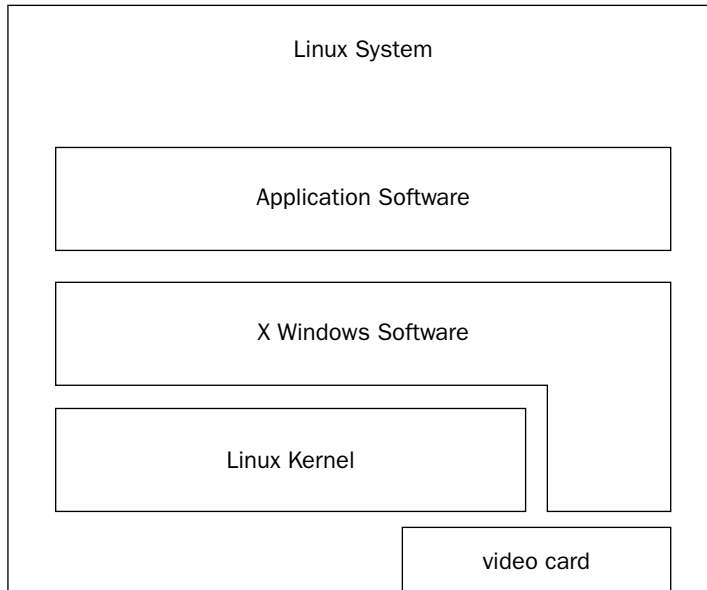 Linux System
Application Software
X Windows Software
Linux Kernel
video card